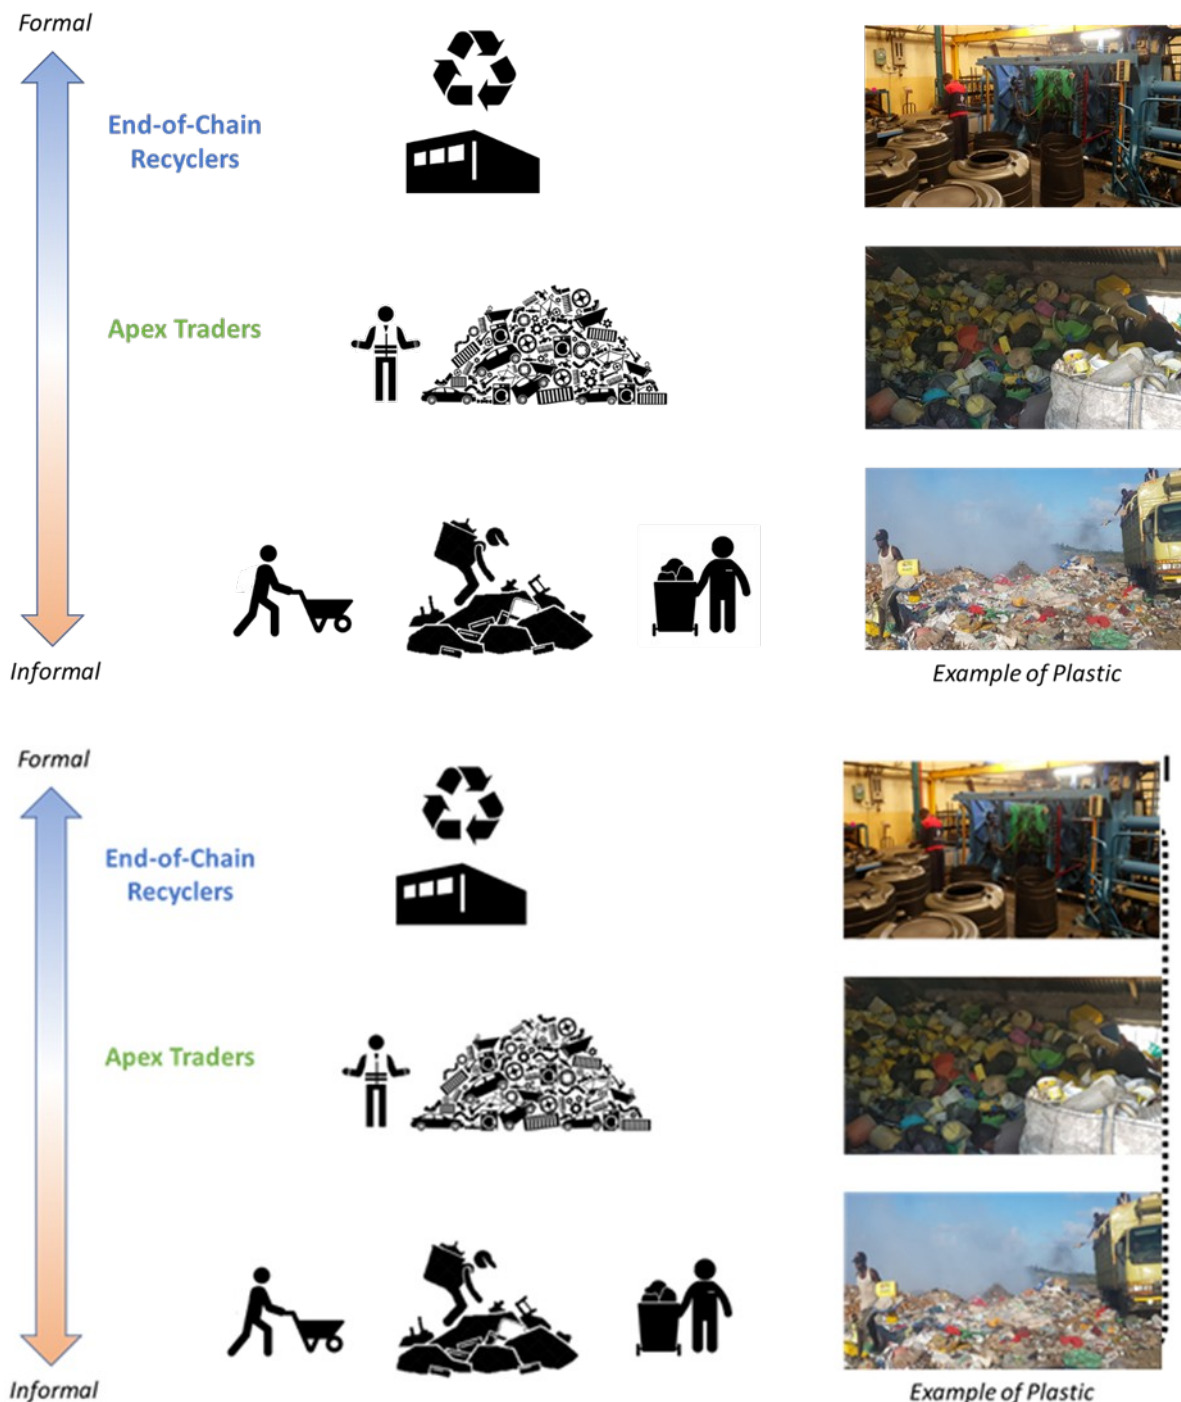 Formal
End-of-Chain
Recyclers
Apex Traders
Informal
Example of Plastic
Formal
End-of-Chain
Recyclers
Apex Traders
Informal
Example of Plastic